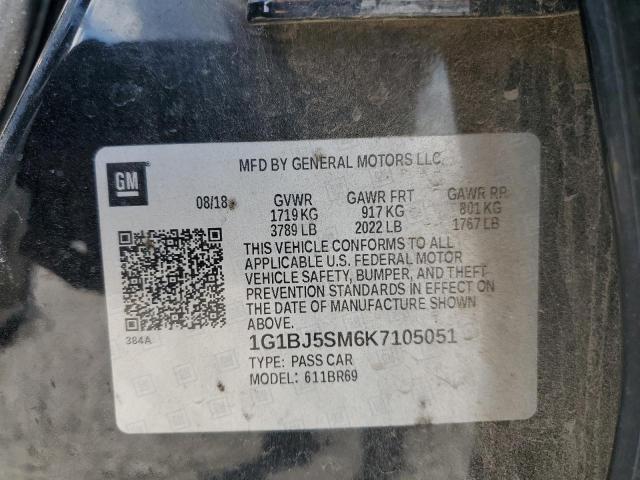 GM
MFD BY GENERAL MOTORS LLC
08/18 GVWR GAWR FRT GAWR RR
1719 KG 917 KG 801 KG
3789 LB 2022 LB 1767 LB
THIS VEHICLE CONFORMS TO ALL
APPLICABLE U.S. FEDERAL MOTOR
VEHICLE SAFETY, BUMPER, AND THEFT
PREVENTION STANDARDS IN EFFECT ON
THE DATE OF MANUFACTURE SHOWN
ABOVE.
384A
1G1BJ5SM6K7105051
TYPE: PASS CAR
MODEL: 611BR69